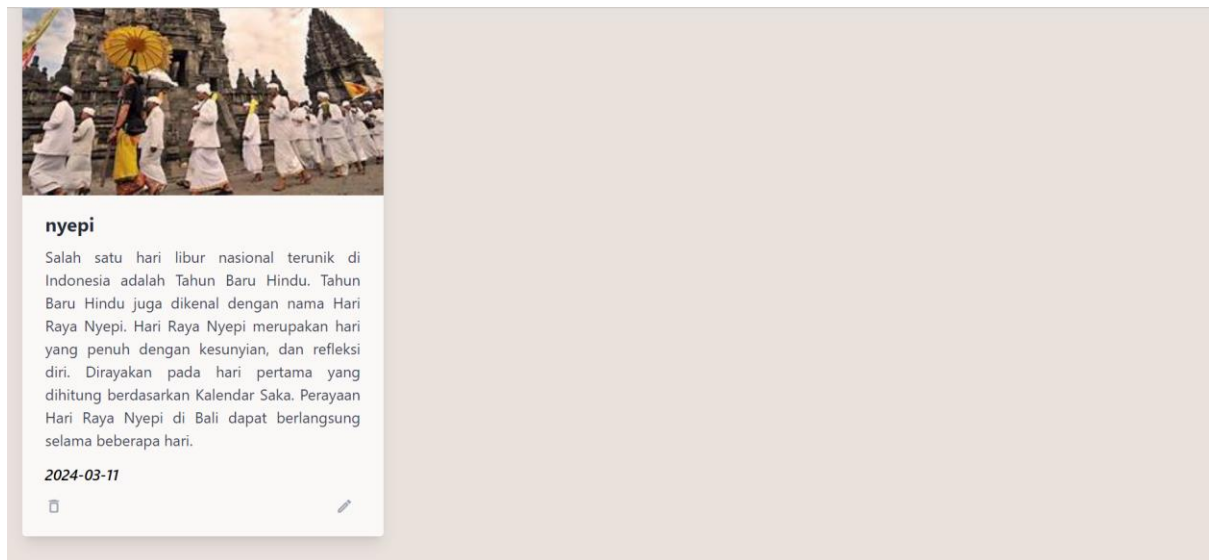 nyepi
Salah satu hari libur nasional terunik di
Indonesia adalah Tahun Baru Hindu. Tahun
Baru Hindu juga dikenal dengan nama Hari
Raya Nyepi. Hari Raya Nyepi merupakan hari
yang penuh dengan kesunyian, dan refleksi
diri. Dirayakan pada hari pertama yang
dihitung berdasarkan Kalendar Saka. Perayaan
Hari Raya Nyepi di Bali dapat berlangsung
selama beberapa hari.
2024-03-11